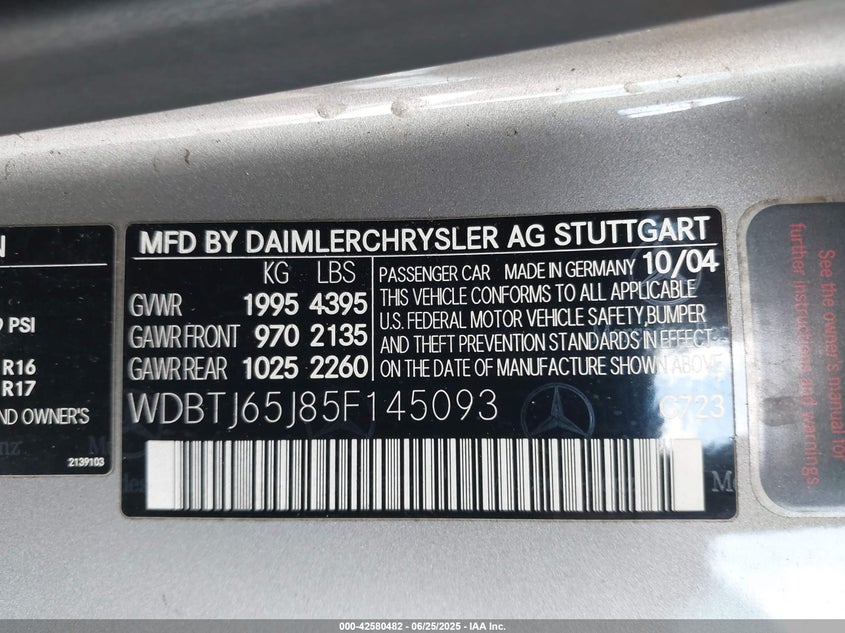 N
9 PSI
R16
R17
ND OWNER'S
nz
2139103
MFD BY DAIMLERCHRYSLER AG STUTTGART
KG LBS
GVWR 1995 4395
GAWR FRONT 970 2135
GAWR REAR 1025 2260
PASSENGER CAR MADE IN GERMANY 10/04
THIS VEHICLE CONFORMS TO ALL APPLICABLE
U.S. FEDERAL MOTOR VEHICLE SAFETY,BUMPER
AND THEFT PREVENTION STANDARDS IN EFFECT
ON THE DATE OF MANUFACTURE SHOWN ABOVE
WDBTJ65J85F145093 C723
See the owner's manual for
further instructions and warnings.
000-42580482 - 06/25/2025 - IAA Inc.